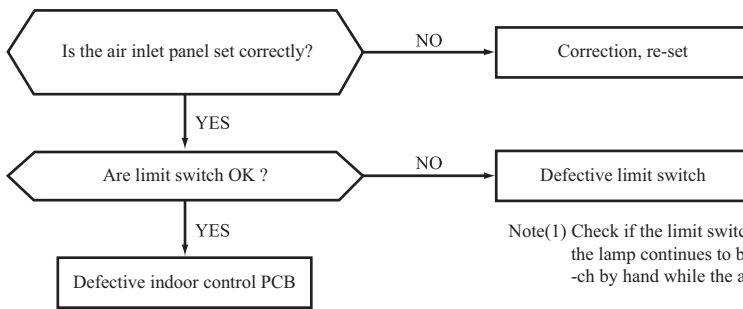 Is the air inlet panel set correctly?
NO
Correction, re-set
YES
Are limit switch OK ?
NO
Defective limit switch
YES
Defective indoor control PCB
Note(1) Check if the limit
the lamp continues to
-ch by hand while the